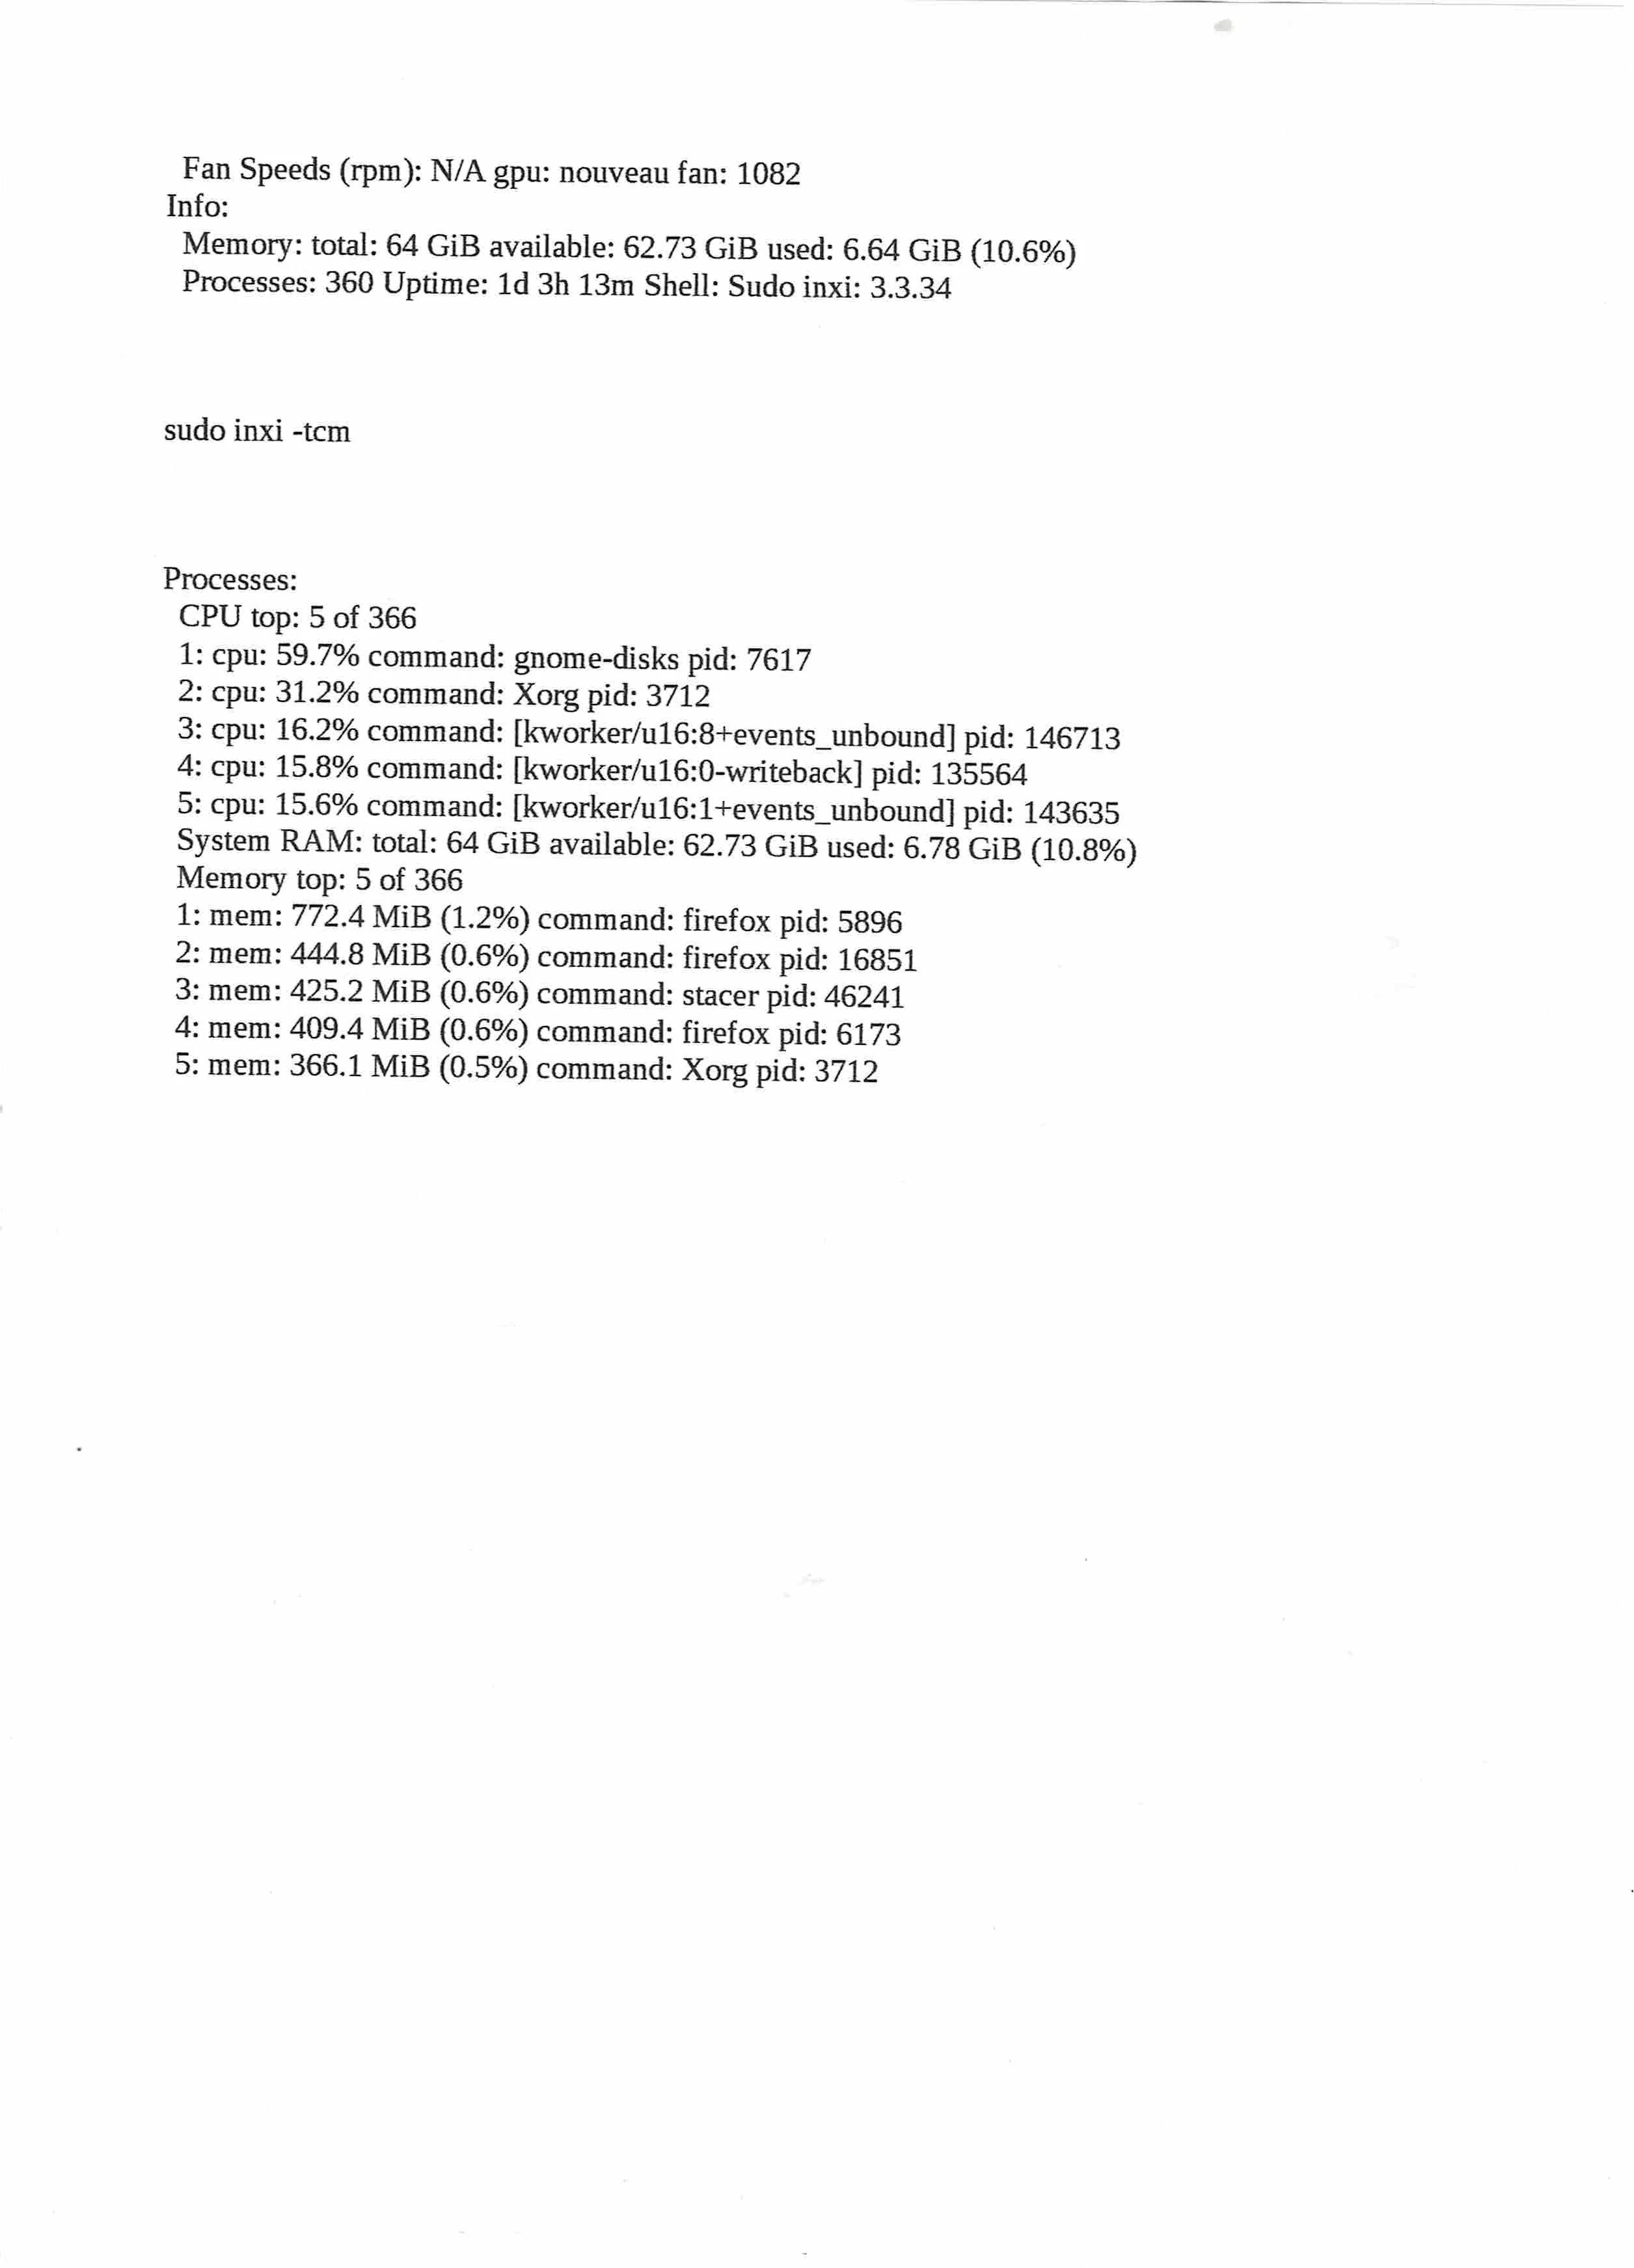 Fan Speeds (rpm): N/A gpu: nouveau fan: 1082
Info:
Memory: total: 64 GiB available: 62.73 GiB used: 6.64 GiB (10.6%)
Processes: 360 Uptime: 1d 3h 13m Shell: Sudo inxi: 3.3.34
sudo inxi -tcm
Processes:
CPU top: 5 of 366
1: cpu: 59.7% command: gnome-disks pid: 7617
2: cpu: 31.2% command: Xorg pid: 3712
3: cpu: 16.2% command: [kworker/u16:8+events_unbound] pid: 146713
4: cpu: 15.8% command: [kworker/u16:0-writeback] pid: 135564
5: cpu: 15.6% command: [kworker/u16:1+events_unbound] pid: 143635
System RAM: total: 64 GiB available: 62.73 GiB used: 6.78 GiB (10.8%)
Memory top: 5 of 366
1: mem: 772.4 MiB (1.2%) command: firefox pid: 5896
2: mem: 444.8 MiB (0.6%) command: firefox pid: 16851
3: mem: 425.2 MiB (0.6%) command: stacer pid: 46241
4: mem: 409.4 MiB (0.6%) command: firefox pid: 6173
5: mem: 366.1 MiB (0.5%) command: Xorg pid: 3712